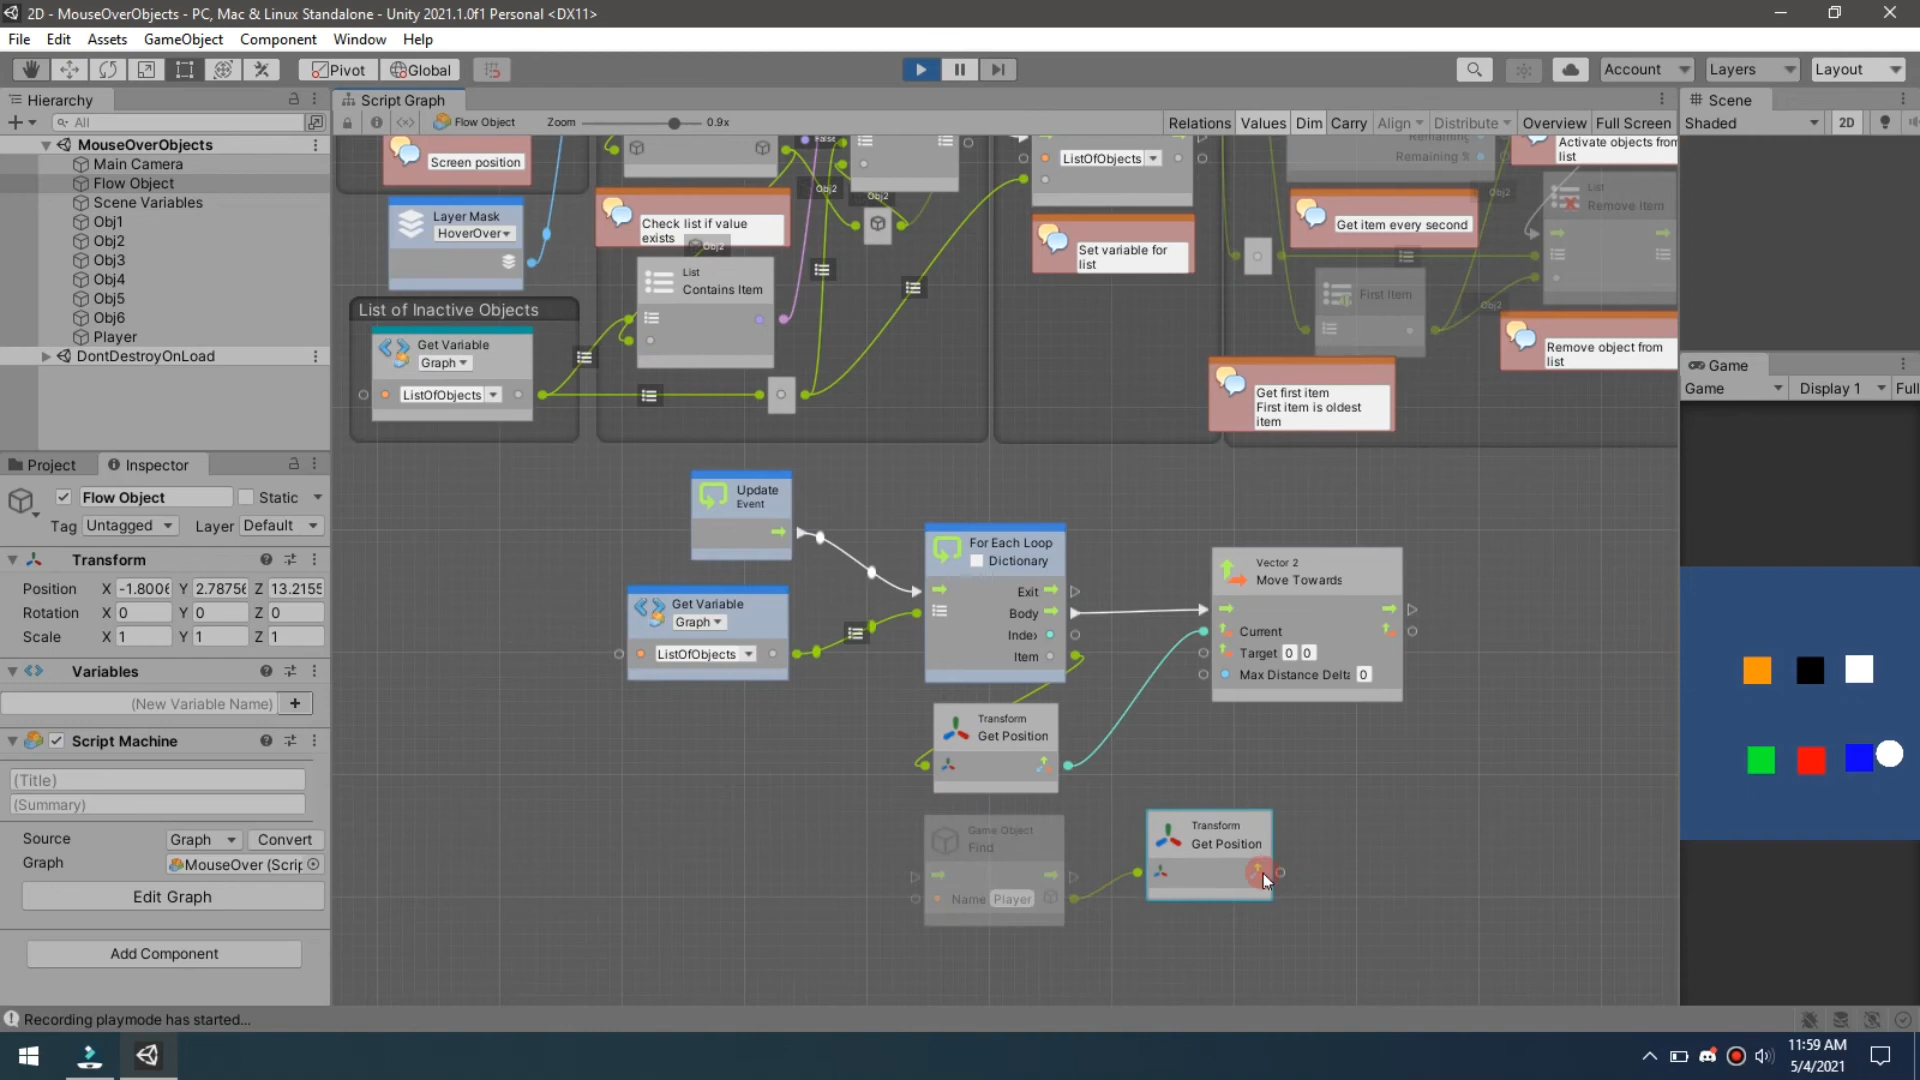 2D - MouseOverObjects - PC, Mac & Linux Standalone - Unity 2021.1.0f1 Personal <DX11>
File Edit Assets GameObject Component Window Help
Pivot Global Account Layers Layout
Hierarchy
All
MouseOverObjects
Main Camera
Flow Object
Scene Variables
Obj1
Obj2
Obj3
Obj4
Obj5
Obj6
Player
DontDestroyOnLoad
Project Inspector
Flow Object Static
Tag Untagged Layer Default
Transform
Position X -1.8006 Y 2.78756 Z 13.2155
Rotation X 0 Y 0 Z 0
Scale X 1 Y 1 Z 1
Variables
(New Variable Name) +
Script Machine
(Title)
(Summary)
Source Graph Convert
Graph MouseOver (Scrip
Edit Graph
Add Component
Script Graph
Flow Object Zoom 0.9x Relations Values Dim Carry Align Distribute Overview Full Screen
Screen position
Layer Mask
HoverOver
List of Inactive Objects
Get Variable
Graph
ListOfObjects
False
Obj2
Obj2
Check list if value
exists
Obj2
List
Contains Item
ListOfObjects
Set variable for
list
Remaining
Remaining %
Obj2
Get item every second
Activate objects from
list
List
Remove Item
First Item
Obj2
Remove object from
list
Get first item
First item is oldest
item
Update
Event
Get Variable
Graph
ListOfObjects
For Each Loop
Dictionary
Exit
Body
Index
Item
Vector 2
Move Towards
Current
Target 0 0
Max Distance Delta 0
Transform
Get Position
Game Object
Find
Name Player
Transform
Get Position
Scene
Shaded 2D
Game
Game Display 1 Full
Recording playmode has started...
11:59 AM
5/4/2021